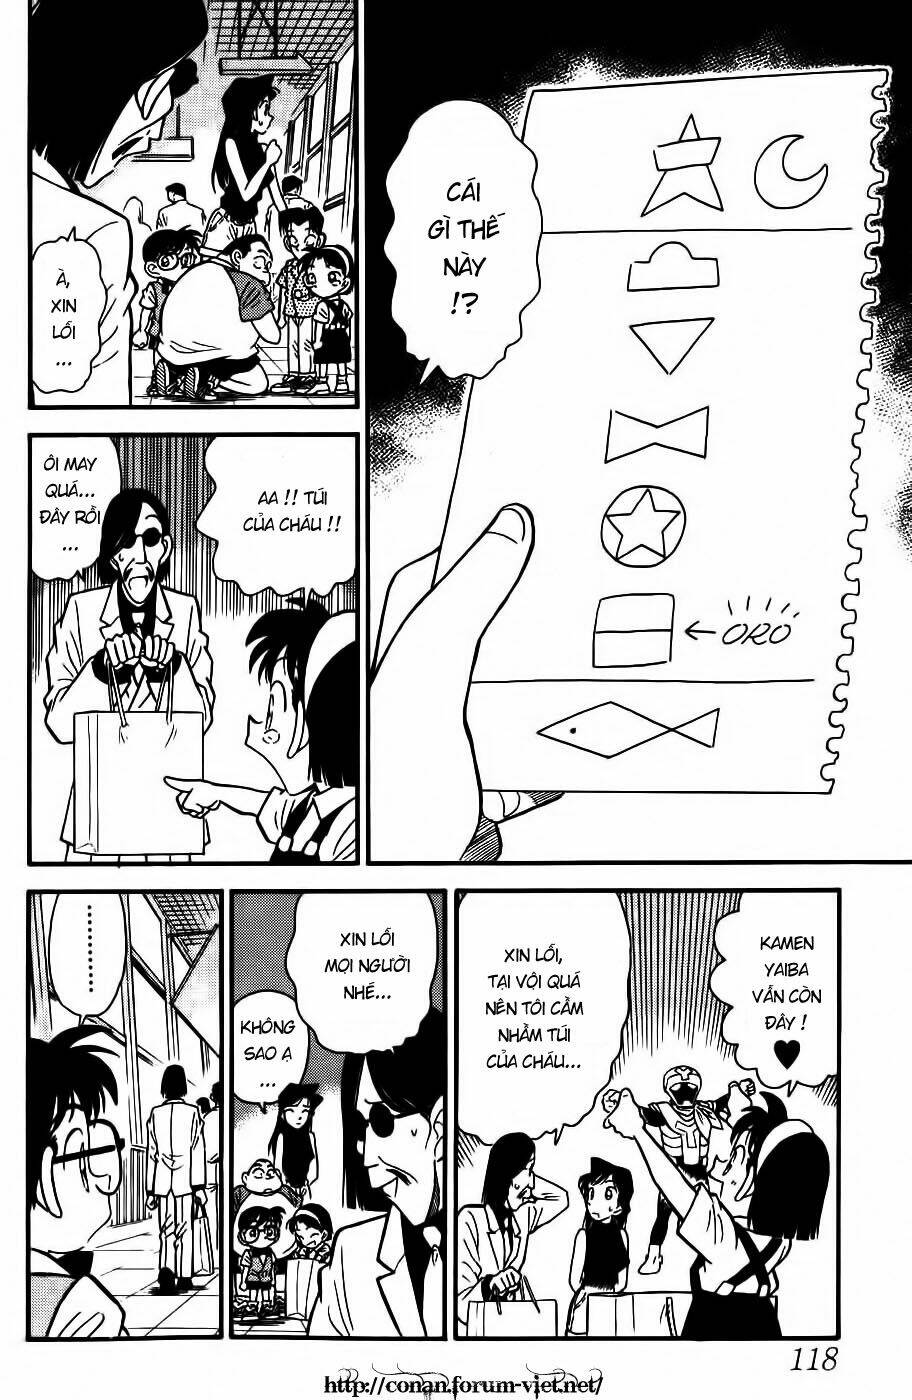 CÁI
GÌ THẾ
NÀY
!?
ORO
À,
XIN
LỖI
...
AA !! TÚI
CỦA CHÁU !!
ÔI MAY
QUÁ...
ĐÂY RỒI
...
KAMEN
YAIBA
VẪN CÒN
ĐÂY !
♥
XIN LỖI,
TẠI VỘI QUÁ
NÊN TÔI CẦM
NHẦM TÚI
CỦA CHÁU...
XIN LỖI
MỌI NGƯỜI
NHÉ...
KHÔNG
SAO Ạ
...
.........
118
http://conan.forum-viet.net/